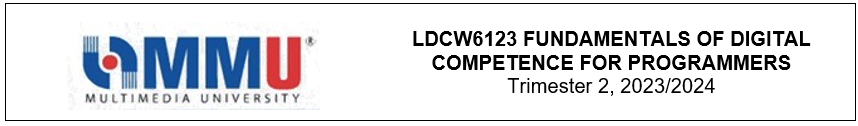 MMU®
MULTIMEDIA UNIVERSITY
LDCW6123 FUNDAMENTALS OF DIGITAL
COMPETENCE FOR PROGRAMMERS
Trimester 2, 2023/2024